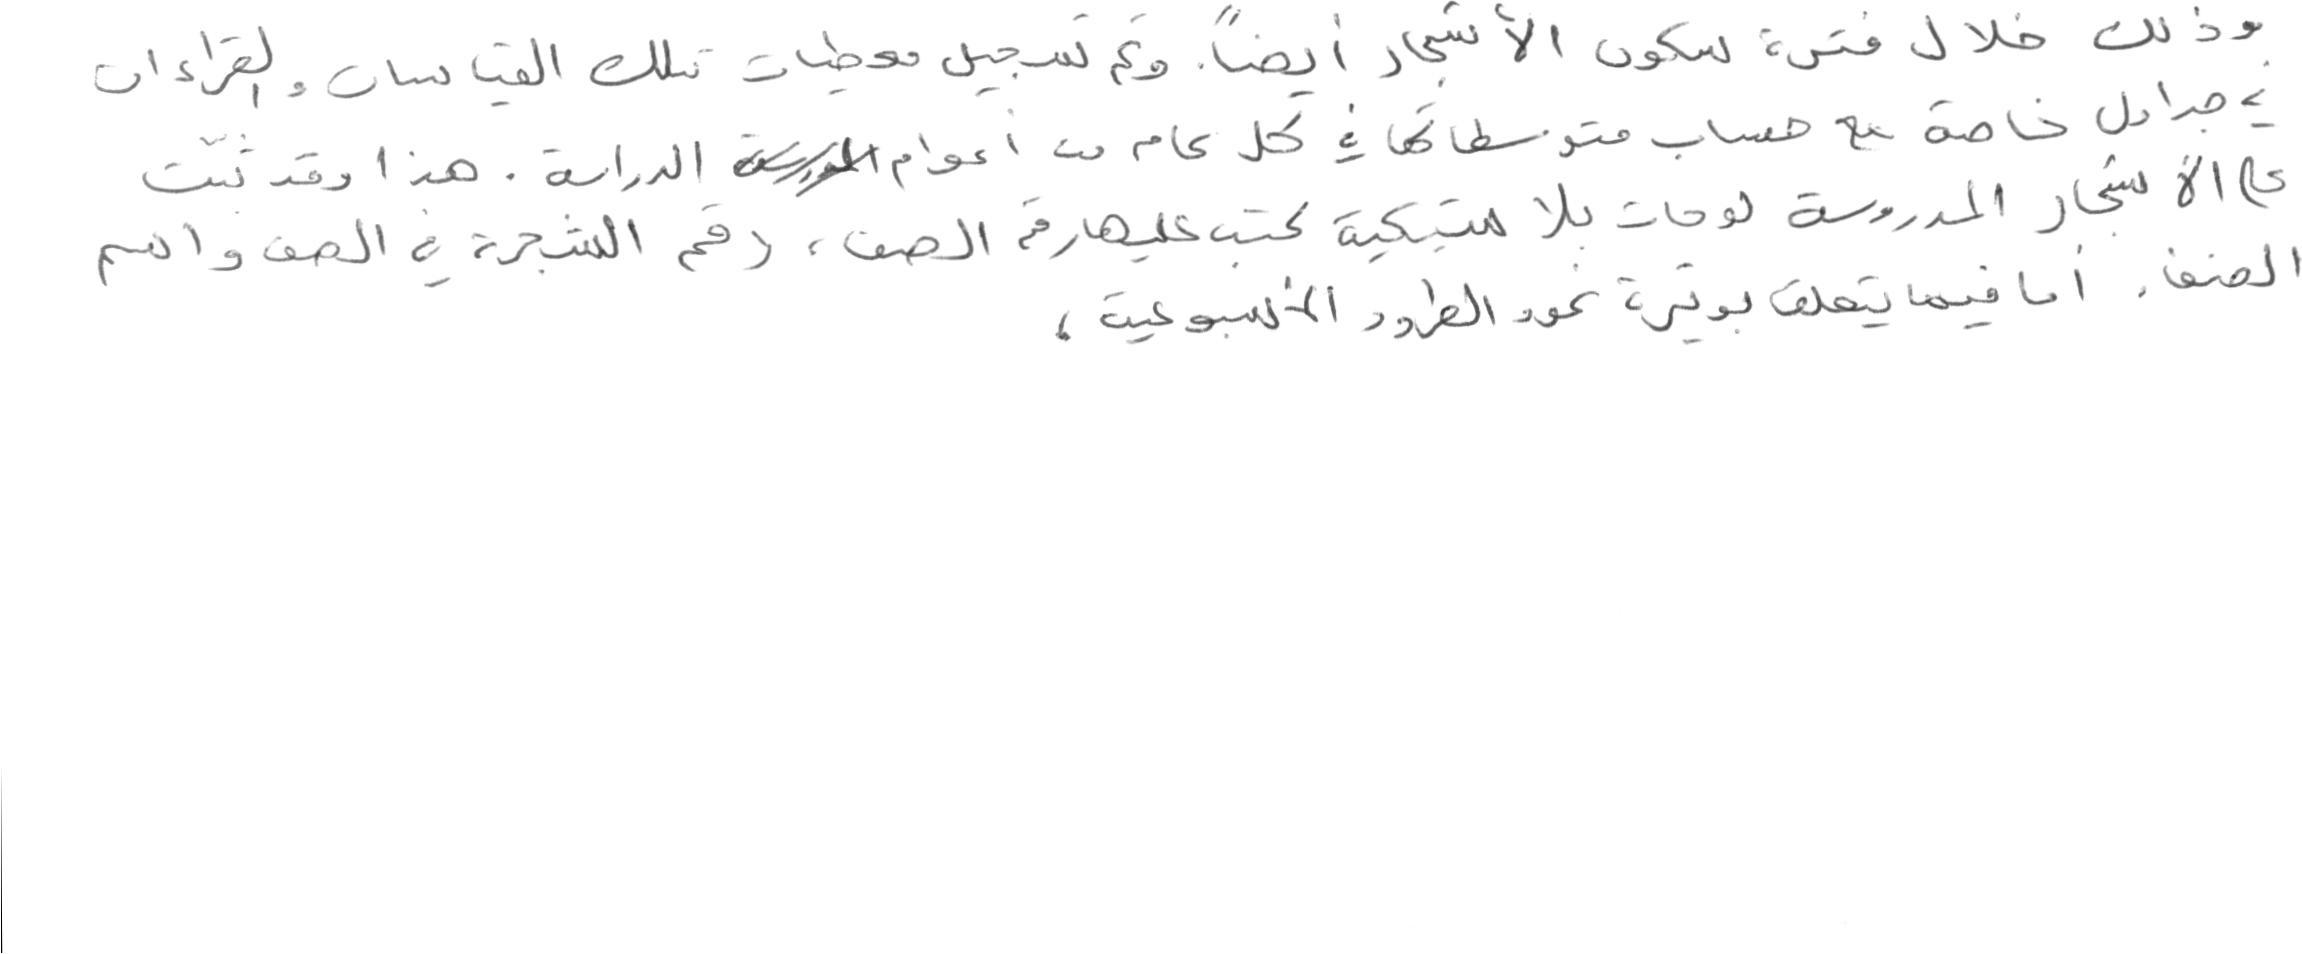 وذلك خلال فترة سكون الأشجار أيضاً. وتم تسجيل معطيات تلك القياسات والقراءات
في جداول خاصة مع حساب متوسطاتها في كل عام من أعوام الدراسة. هذا وقد ثبّت
على الأشجار المدروسة لوحات بلاستيكية كتب عليها رقم الصف، رقم الشجرة في الصف واسم
الصنف. أما فيما يتعلق بوتيرة نمو الطرود الأسبوعية،